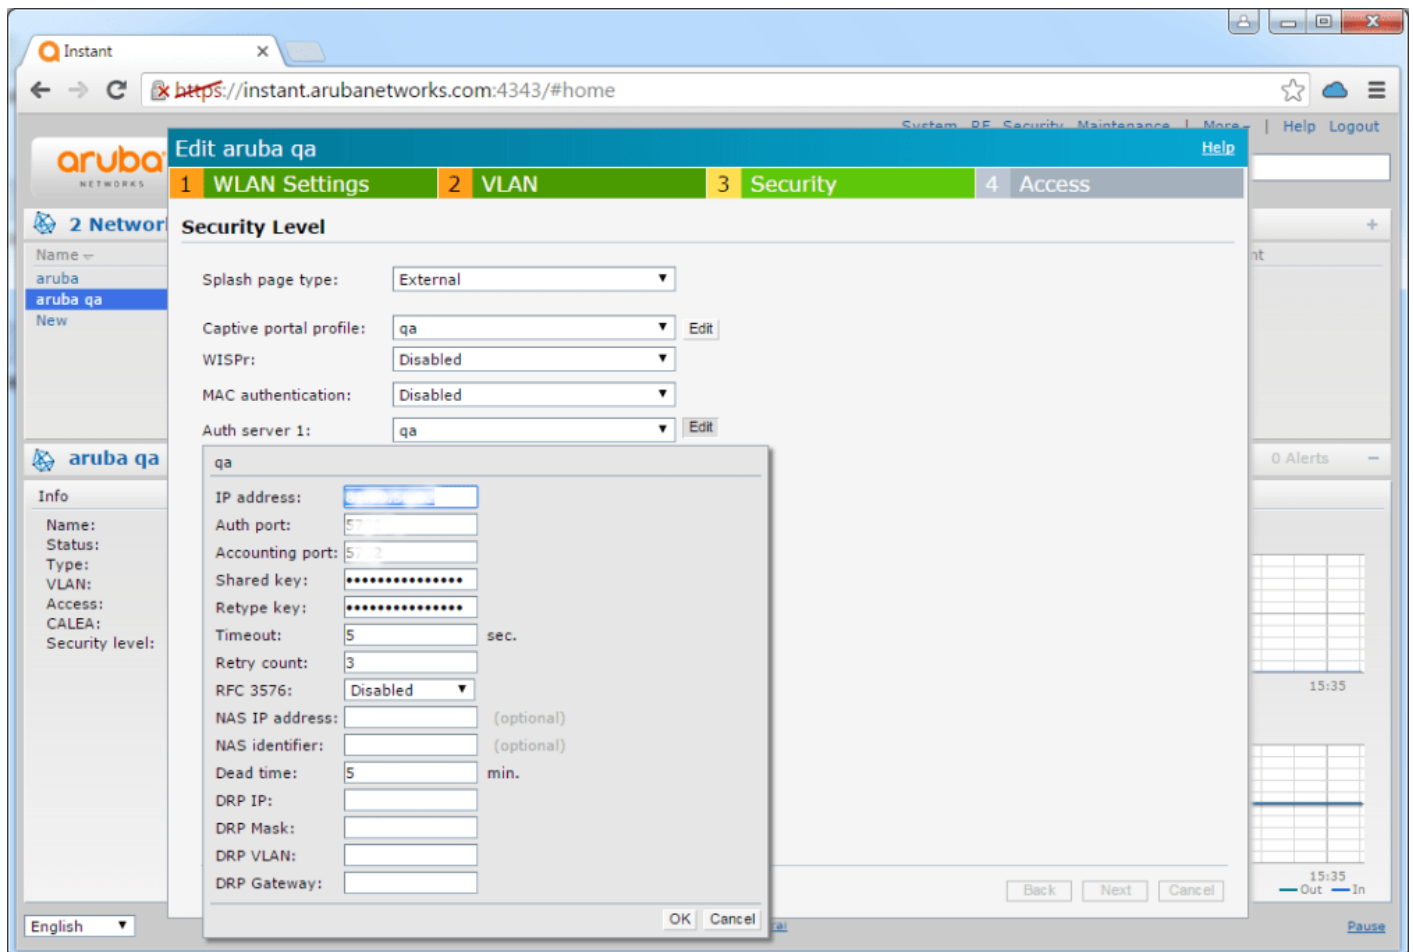 Instant
https://instant.arubanetworks.com:4343/#home
System RF Security Maintenance | More | Help Logout
aruba
NETWORKS
Edit aruba qa
Help
1 WLAN Settings
2 VLAN
3 Security
4 Access
2 Networ
Name
aruba
aruba qa
New
Security Level
Splash page type: External
Captive portal profile: qa Edit
WISPr: Disabled
MAC authentication: Disabled
Auth server 1: qa Edit
aruba qa
0 Alerts
Info
Name:
Status:
Type:
VLAN:
Access:
CALEA:
Security level:
qa
IP address:
Auth port:
Accounting port:
Shared key: •••••••••••••••
Retype key: •••••••••••••••
Timeout: 5 sec.
Retry count: 3
RFC 3576: Disabled
NAS IP address: (optional)
NAS identifier: (optional)
Dead time: 5 min.
DRP IP:
DRP Mask:
DRP VLAN:
DRP Gateway:
OK Cancel
Back Next Cancel
15:35
15:35
Out In
English
Pause